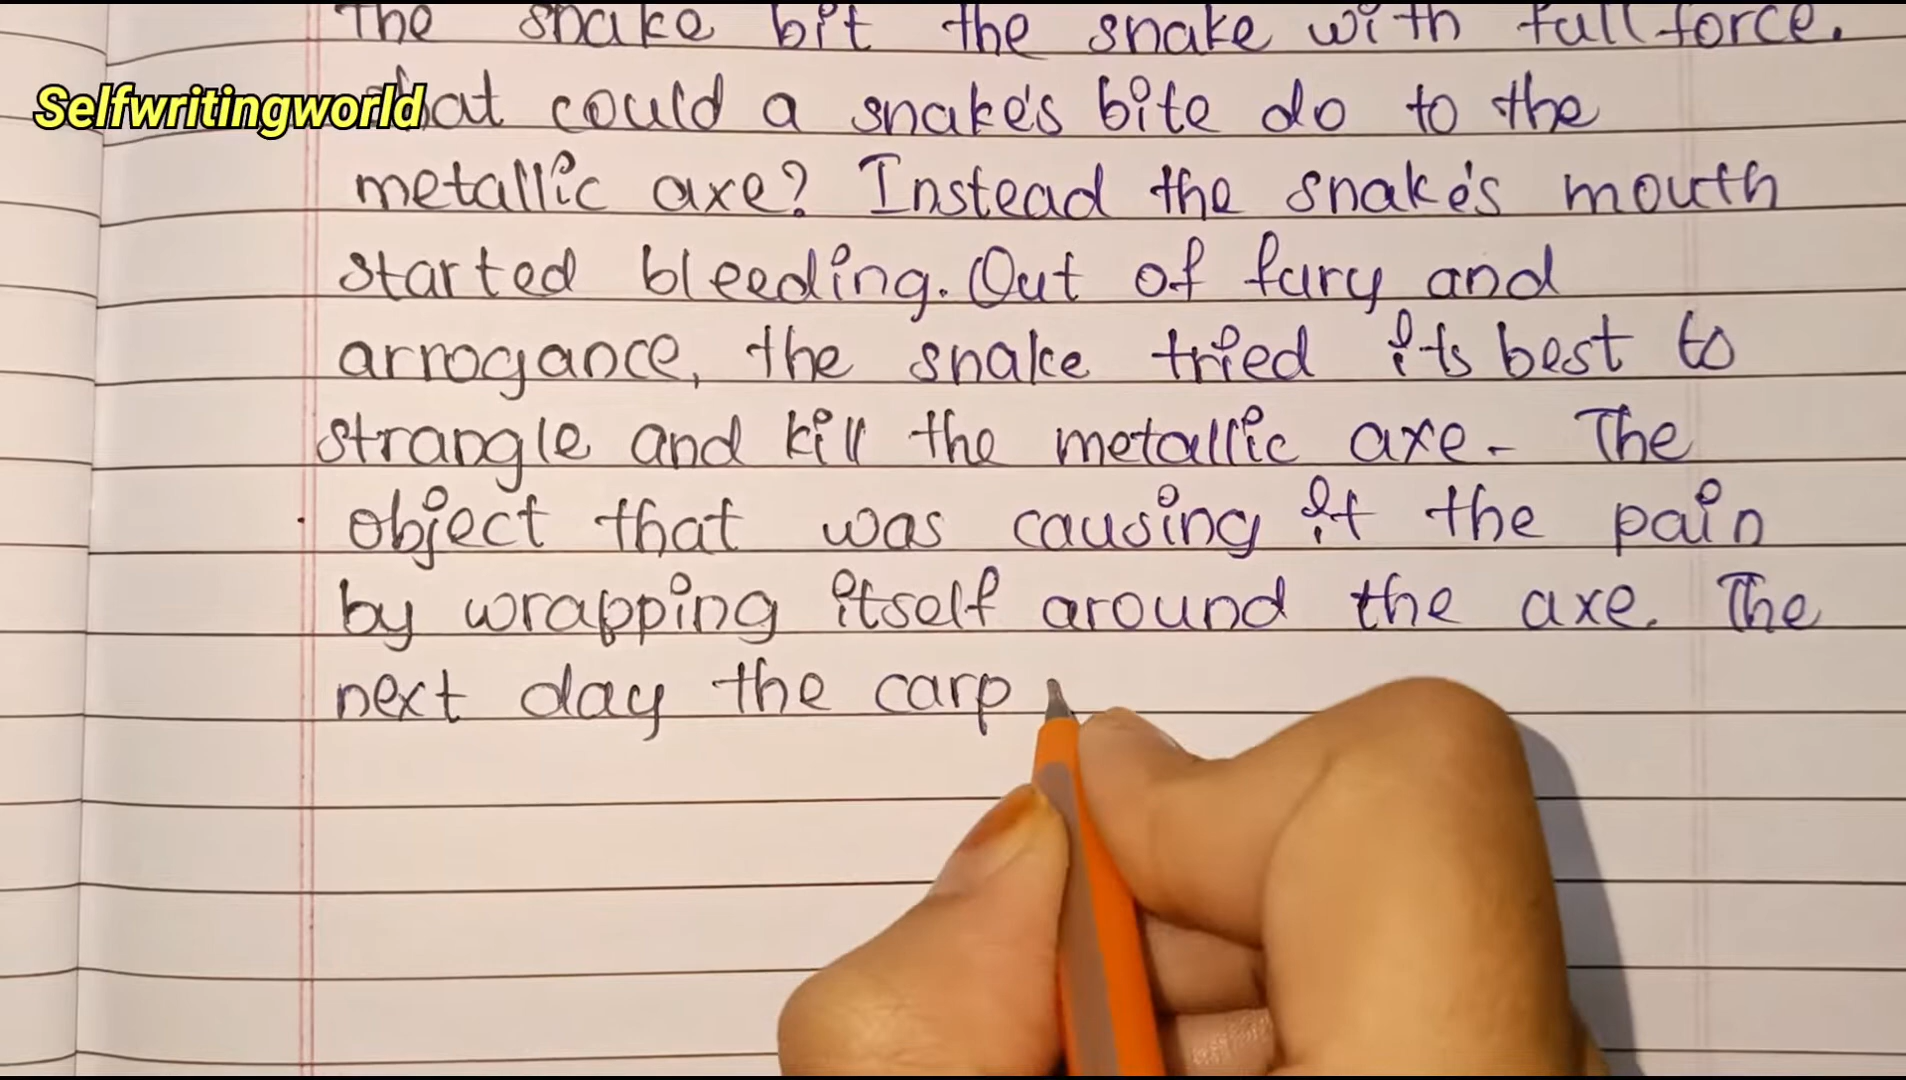 The snake bit the snake with full force.
Selfwritingworld
hat could a snake's bite do to the
metallic axe? Instead the snake's mouth
started bleeding. Out of fury and
arrogance, the snake tried its best to
strangle and kill the metallic axe - The
object that was causing it the pain
by wrapping itself around the axe. The
next day the carp